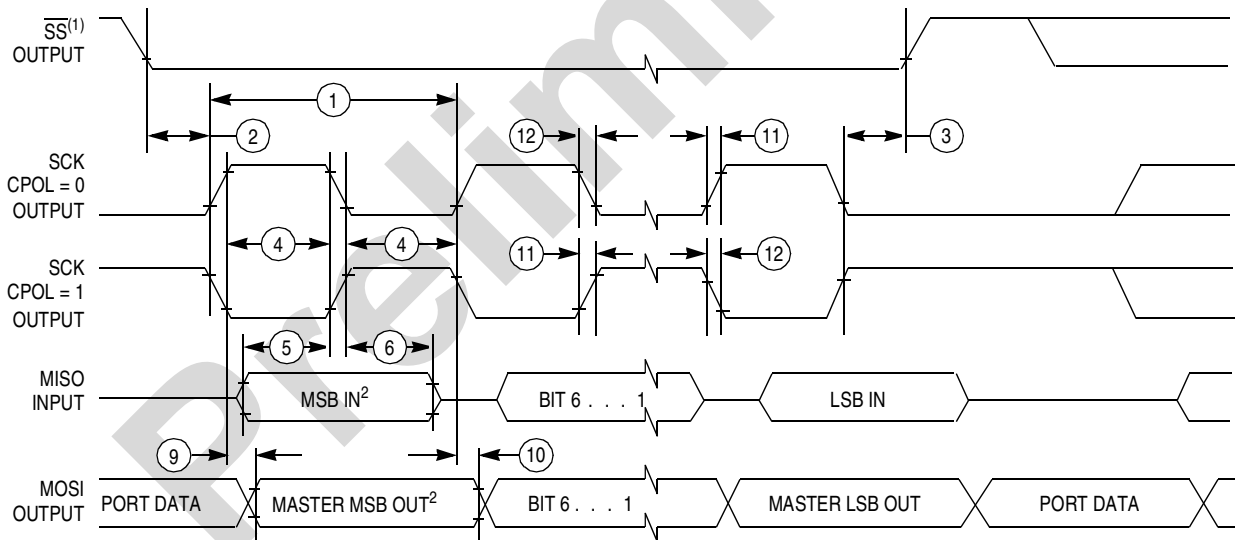 SS(1)
OUTPUT
1
2
12
11
3
SCK
CPOL = 0
OUTPUT
4
4
SCK
CPOL = 1
OUTPUT
11
12
5
6
MISO
INPUT
MSB IN2
BIT 6 . . . 1
LSB IN
9
10
MOSI
OUTPUT
PORT DATA
MASTER MSB OUT2
BIT 6 . . . 1
MASTER LSB OUT
PORT DATA
Prelim